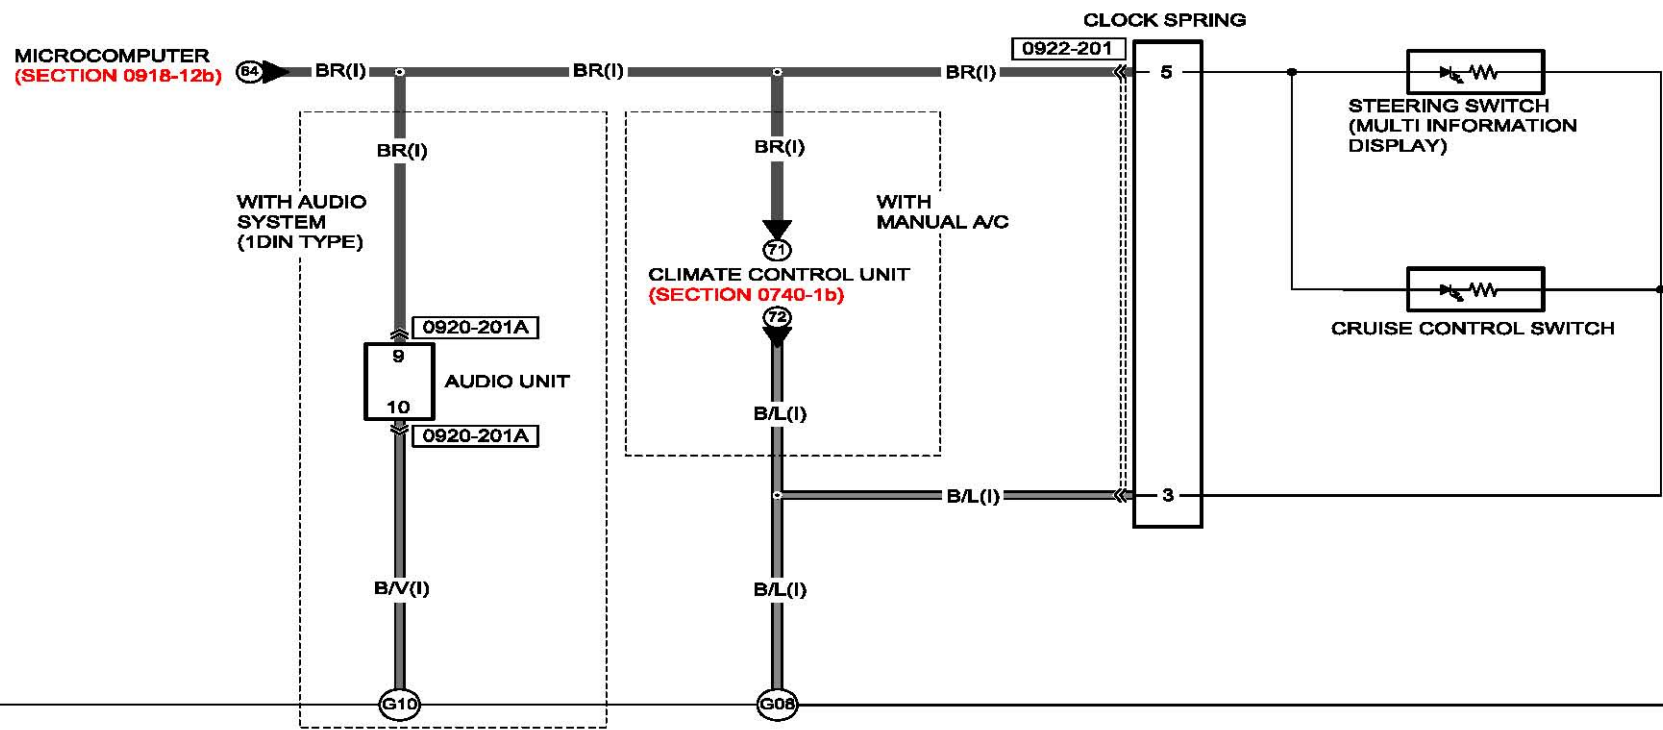 CLOCK SPRING
MICROCOMPUTER
(SECTION 0918-12b)
64
BR(I)
BR(I)
BR(I)
0922-201
5
STEERING SWITCH
(MULTI INFORMATION
DISPLAY)
BR(I)
BR(I)
WITH AUDIO
SYSTEM
(1DIN TYPE)
WITH
MANUAL A/C
71
CLIMATE CONTROL UNIT
(SECTION 0740-1b)
72
0920-201A
9
AUDIO UNIT
10
0920-201A
CRUISE CONTROL SWITCH
B/L(I)
B/L(I)
3
B/V(I)
B/L(I)
G10
G08